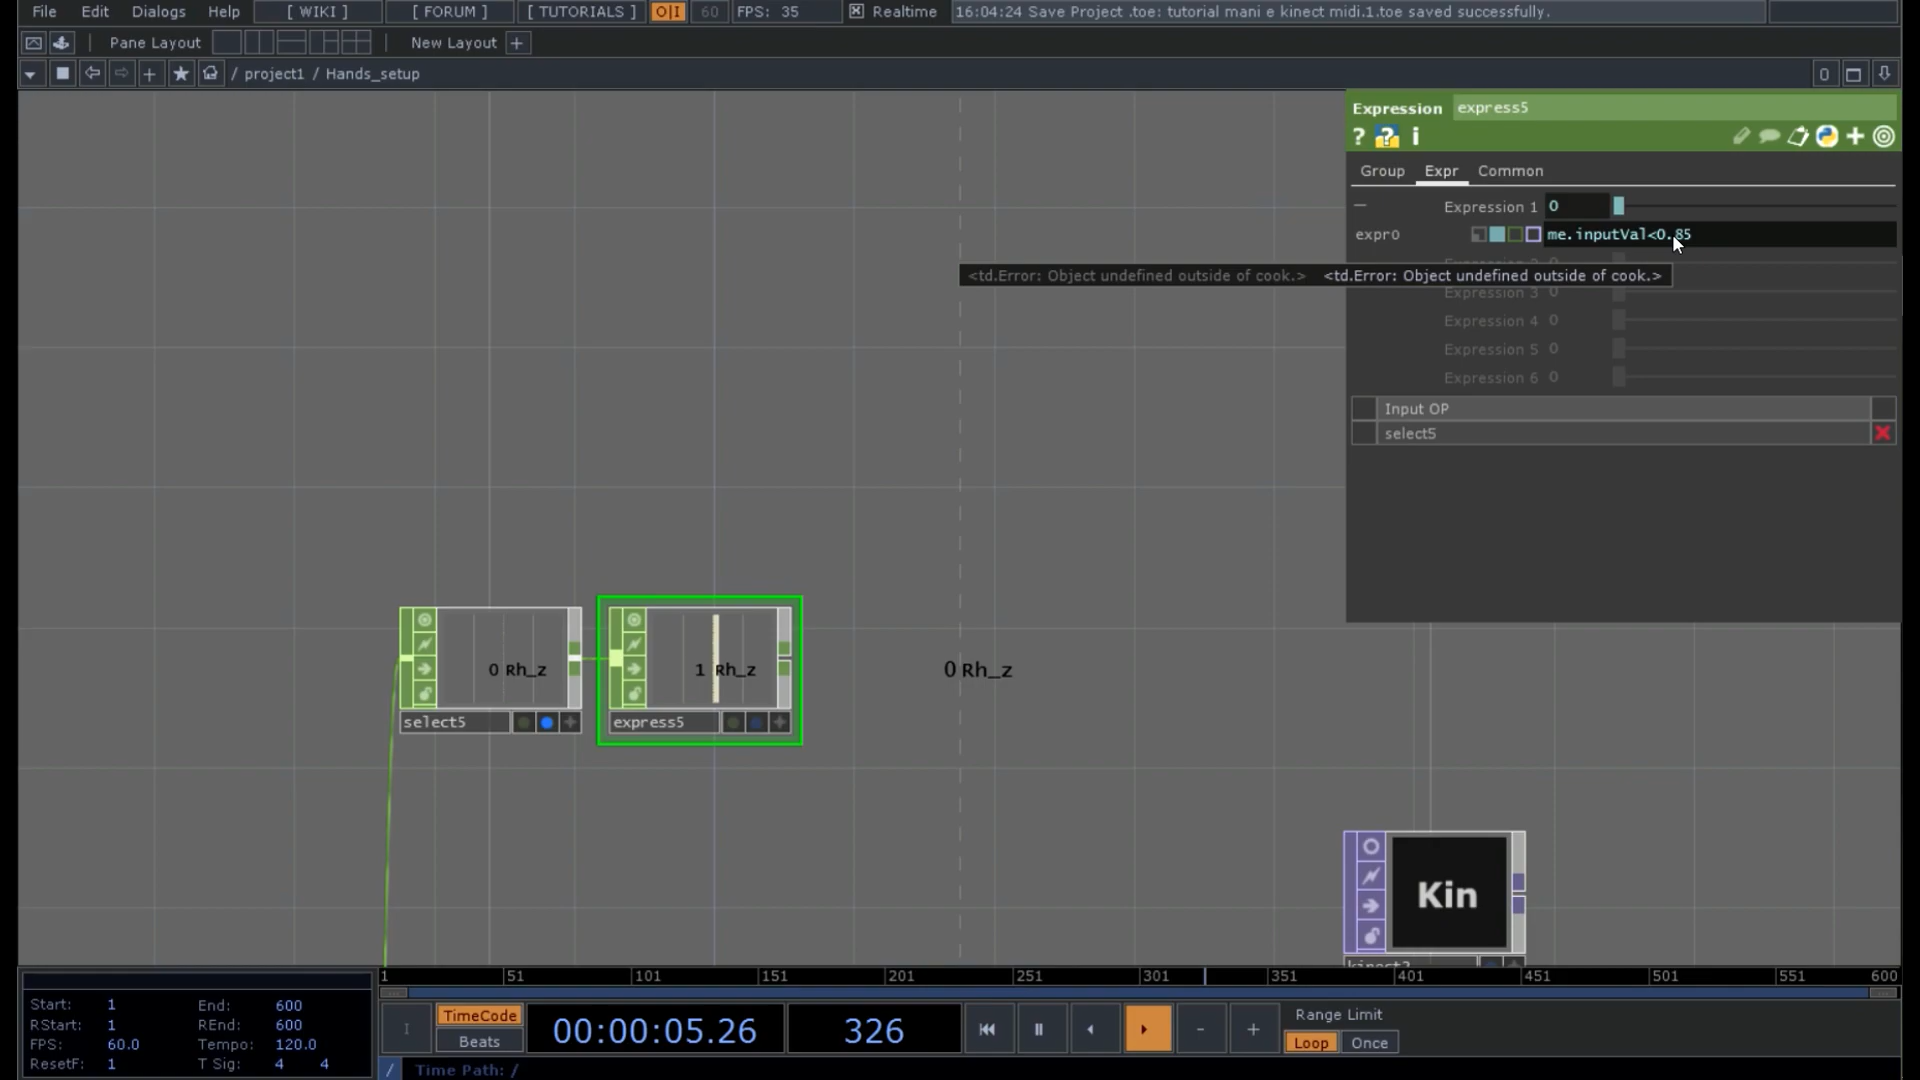 File Edit Dialogs Help [ WIKI ] [ FORUM ] [ TUTORIALS ] O|I 60 FPS: 35 Realtime 16:04:24 Save Project .toe: tutorial mani e kinect midi.1.toe saved successfully.
Pane Layout New Layout +
/ project1 / Hands_setup 0
Expression express5
? ? i
Group Expr Common
Expression 1 0
expr0 me.inputVal<0.85
<td.Error: Object undefined outside of cook.> <td.Error: Object undefined outside of cook.>
Expression 3 0
Expression 4 0
Expression 5 0
Expression 6 0
Input OP
select5
0 Rh_z 1 Rh_z 0 Rh_z
select5 express5
Kin
1 51 101 151 201 251 301 351 401 451 501 551 600
Start: 1 End: 600
RStart: 1 REnd: 600
FPS: 60.0 Tempo: 120.0
ResetF: 1 T Sig: 4 4
TimeCode
Beats
00:00:05.26 326
Range Limit
Loop Once
/ Time Path: /